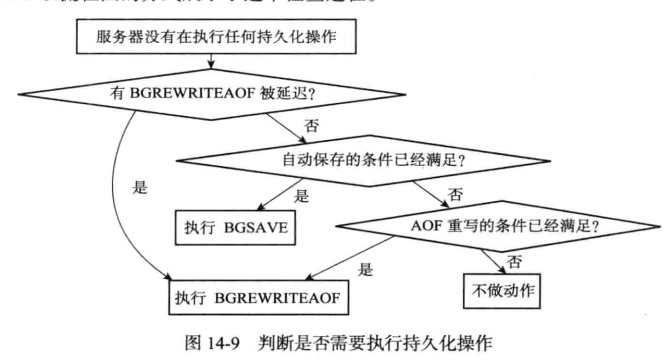 服务器没有在执行任何持久化操作
有 BGREWRITEAOF 被延迟？
否
自动保存的条件已经满足？
是
是
否
执行 BGSAVE
AOF 重写的条件已经满足？
是
否
执行 BGREWRITEAOF
不做动作
图 14-9 判断是否需要执行持久化操作